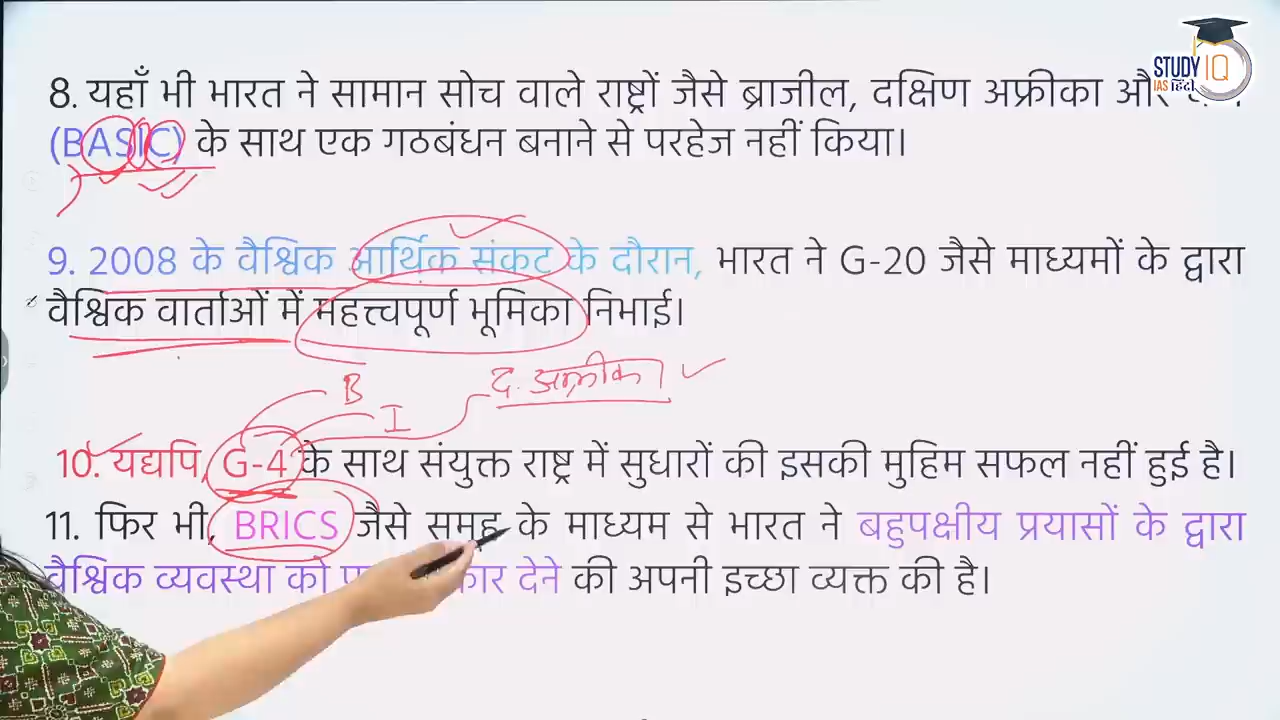 STUDY IQ
IAS हिंदी
8. यहाँ भी भारत ने सामान सोच वाले राष्ट्रों जैसे ब्राजील, दक्षिण अफ्रीका और
(BASIC) के साथ एक गठबंधन बनाने से परहेज नहीं किया।
9. 2008 के वैश्विक आर्थिक संकट के दौरान, भारत ने G-20 जैसे माध्यमों के द्वारा
वैश्विक वार्ताओं में महत्त्वपूर्ण भूमिका निभाई।
B
I
द. अफ्रीका
10. यद्यपि, G-4 के साथ संयुक्त राष्ट्र में सुधारों की इसकी मुहिम सफल नहीं हुई है।
11. फिर भी, BRICS जैसे समूह के माध्यम से भारत ने बहुपक्षीय प्रयासों के द्वारा
वैश्विक व्यवस्था को देने की अपनी इच्छा व्यक्त की है।